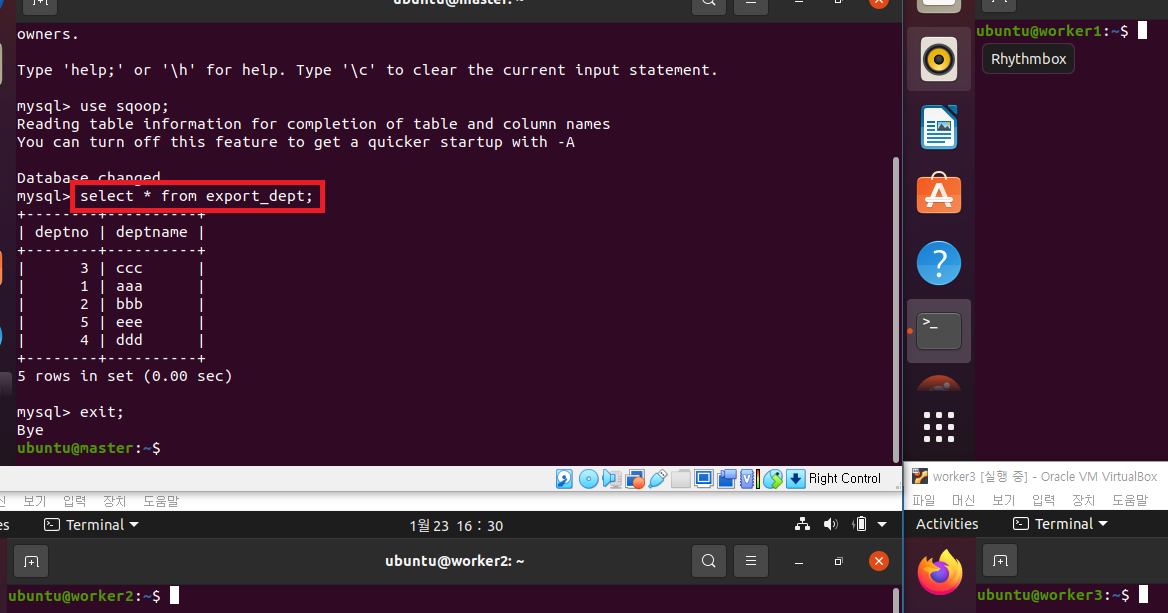 ubuntu@master: ~
owners.
Type 'help;' or '\h' for help. Type '\c' to clear the current input statement.
mysql> use sqoop;
Reading table information for completion of table and column names
You can turn off this feature to get a quicker startup with -A
Database changed
mysql> select * from export_dept;
+--------+----------+
| deptno | deptname |
+--------+----------+
|      3 | ccc      |
|      1 | aaa      |
|      2 | bbb      |
|      5 | eee      |
|      4 | ddd      |
+--------+----------+
5 rows in set (0.00 sec)
mysql> exit;
Bye
ubuntu@master:~$
Right Control
보기 입력 장치 도움말
Terminal
1월 23 16 : 30
ubuntu@worker2: ~
ubuntu@worker2:~$
ubuntu@worker1:~$
Rhythmbox
worker3 [실행 중] - Oracle VM VirtualBox
파일 머신 보기 입력 장치 도움말
Activities Terminal
ubuntu@worker3:~$